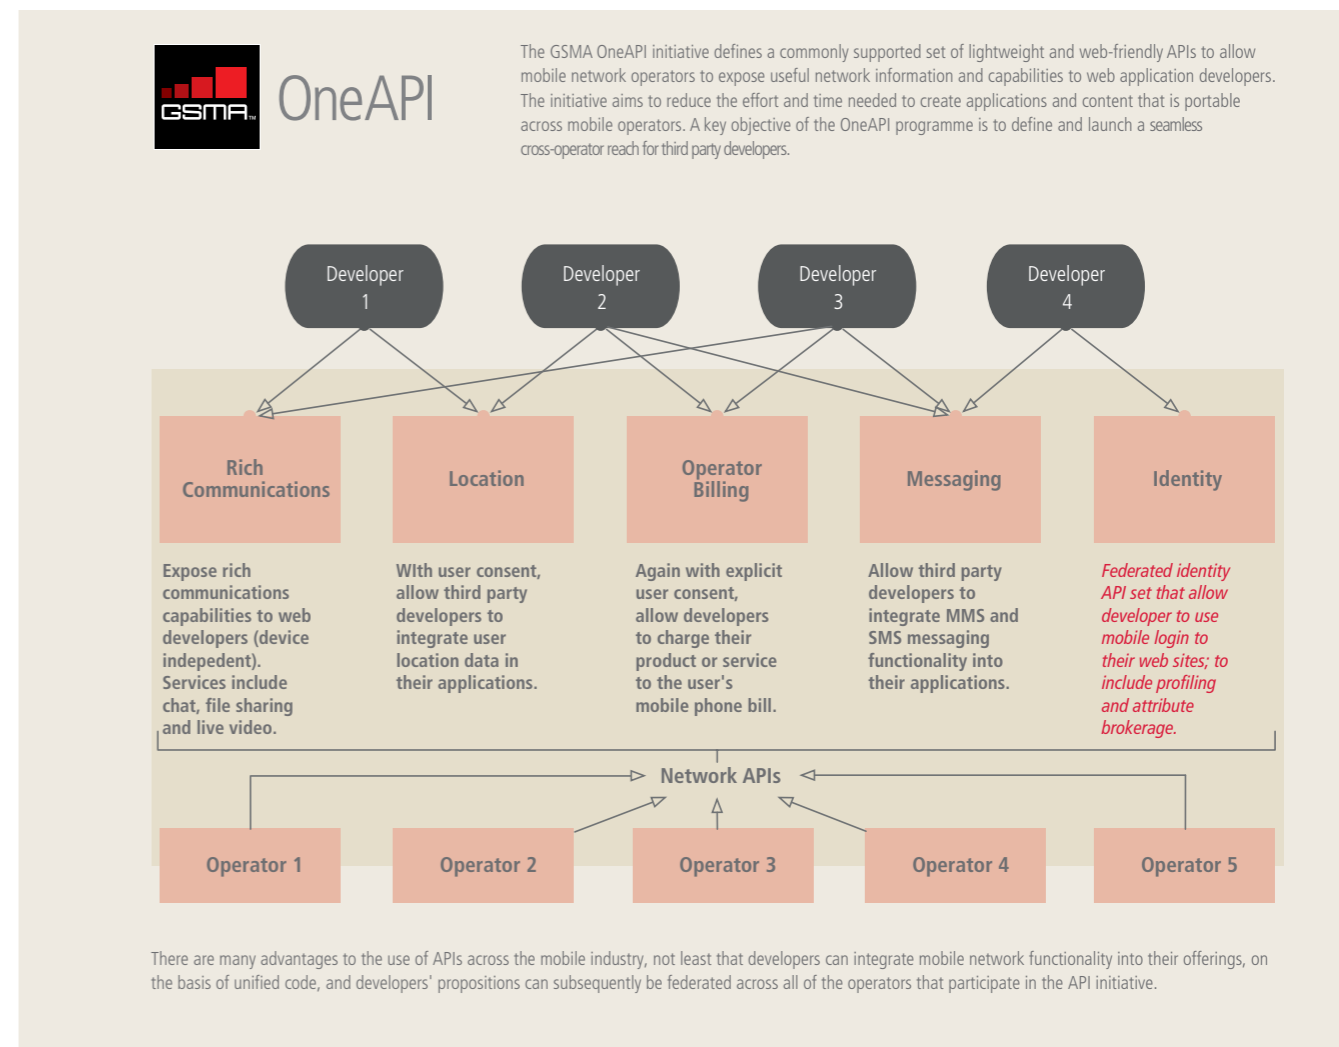 GSMA™
OneAPI
The GSMA OneAPI initiative defines a commonly supported set of lightweight and web-friendly APIs to allow
mobile network operators to expose useful network information and capabilities to web application developers.
The initiative aims to reduce the effort and time needed to create applications and content that is portable
across mobile operators. A key objective of the OneAPI programme is to define and launch a seamless
cross-operator reach for third party developers.
Developer
1
Developer
2
Developer
3
Developer
4
Rich
Communications
Location
Operator
Billing
Messaging
Identity
Expose rich
communications
capabilities to web
developers (device
indepedent).
Services include
chat, file sharing
and live video.
WIth user consent,
allow third party
developers to
integrate user
location data in
their applications.
Again with explicit
user consent,
allow developers
to charge their
product or service
to the user's
mobile phone bill.
Allow third party
developers to
integrate MMS and
SMS messaging
functionality into
their applications.
Federated identity
API set that allow
developer to use
mobile login to
their web sites; to
include profiling
and attribute
brokerage.
Network APIs
Operator 1
Operator 2
Operator 3
Operator 4
Operator 5
There are many advantages to the use of APIs across the mobile industry, not least that developers can integrate mobile network functionality into their offerings, on
the basis of unified code, and developers' propositions can subsequently be federated across all of the operators that participate in the API initiative.